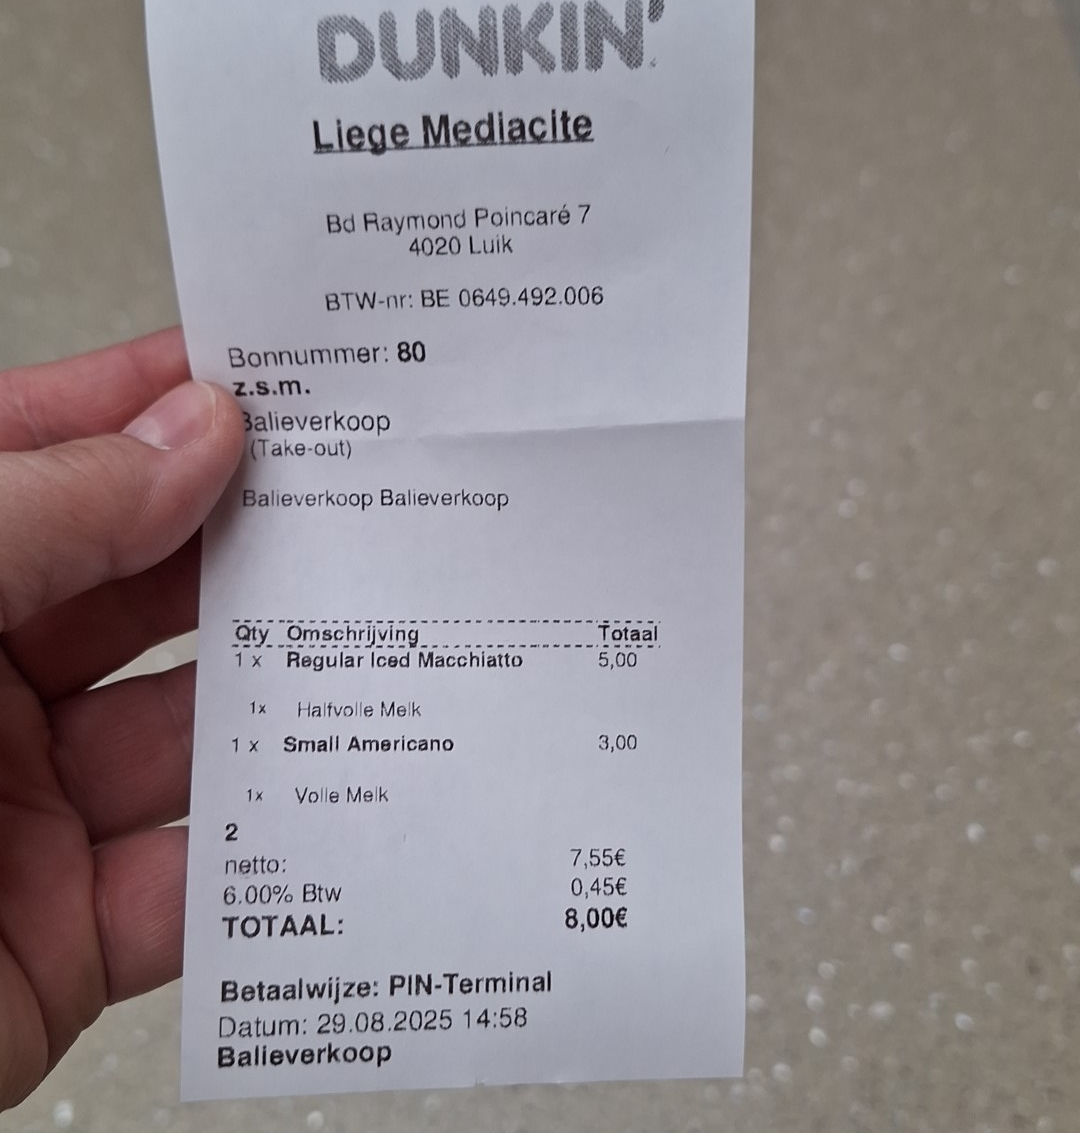 DUNKIN'
Liege Mediacite
Bd Raymond Poincaré 7
4020 Luik
BTW-nr: BE 0649.492.006
Bonnummer: 80
z.s.m.
Balieverkoop
(Take-out)
Balieverkoop Balieverkoop
Qty Omschrijving Totaal
1 x Regular Iced Macchiatto 5,00
1x Halfvolle Melk
1 x Small Americano 3,00
1x Volle Melk
2
netto: 7,55€
6.00% Btw 0,45€
TOTAAL: 8,00€
Betaalwijze: PIN-Terminal
Datum: 29.08.2025 14:58
Balieverkoop